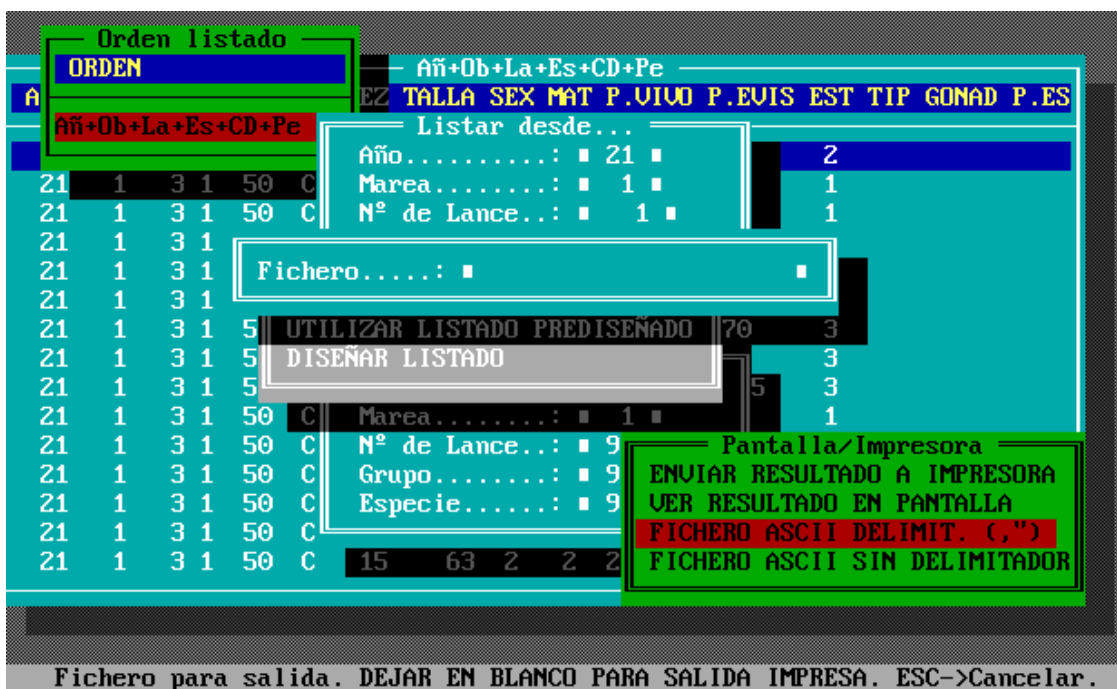 Orden listado
ORDEN
Añ+Ob+La+Es+CD+Pe
A EZ TALLA SEX MAT P.VIVO P.EVIS EST TIP GONAD P.ES
Añ+Ob+La+Es+CD+Pe
Listar desde...
Año..........: 21
2
21 1 3 1 50 C Marea........: 1 1
21 1 3 1 50 C Nº de Lance..: 1 1
21 1 3 1
21 1 3 1 Fichero.....:
21 1 3 1
21 1 3 1 5 UTILIZAR LISTADO PREDISEÑADO 70 3
21 1 3 1 5 DISEÑAR LISTADO 3
21 1 3 1 5 5 3
21 1 3 1 50 C Marea........: 1 1
21 1 3 1 50 C Nº de Lance..: 9 Pantalla/Impresora
21 1 3 1 50 C Grupo........: 9 ENVIAR RESULTADO A IMPRESORA
21 1 3 1 50 C Especie......: 9 VER RESULTADO EN PANTALLA
21 1 3 1 50 C FICHERO ASCII DELIMIT. (,")
21 1 3 1 50 C 15 63 2 2 2 FICHERO ASCII SIN DELIMITADOR
Fichero para salida. DEJAR EN BLANCO PARA SALIDA IMPRESA. ESC->Cancelar.